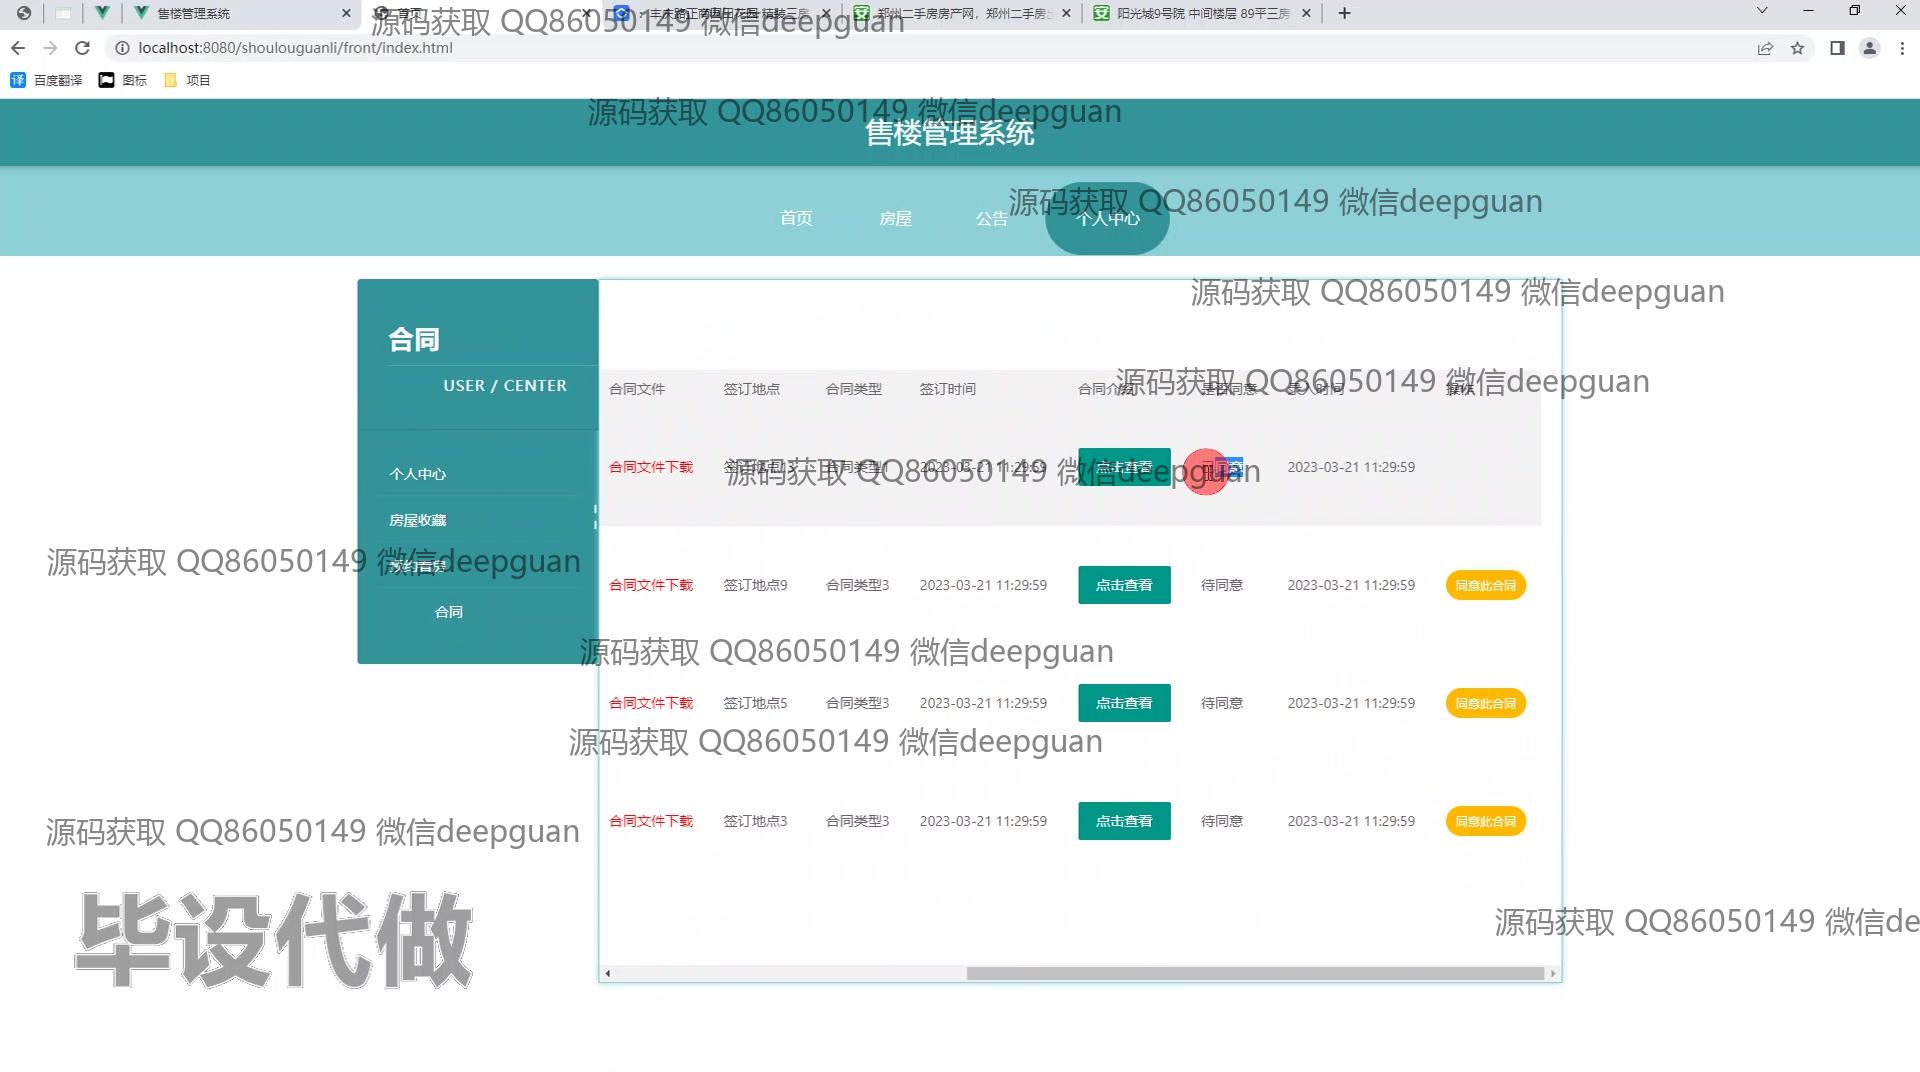 售楼管理系统
郑州二手房房产网，郑州二手房
阳光城9号院 中间楼层 89平三房
localhost:8080/shoulouguanli/front/index.html
百度翻译 图标 项目
源码获取 QQ86050149 微信deepguan
源码获取 QQ86050149 微信deepguan
售楼管理系统
源码获取 QQ86050149 微信deepguan
首页 房屋 公告 个人中心
源码获取 QQ86050149 微信deepguan
合同
USER / CENTER
源码获取 QQ86050149 微信deepguan
合同文件 签订地点 合同类型 签订时间 合同介绍 是否同意 录入时间 操作
个人中心
合同文件下载 合同类型1 2023-03-21 11:29:59 点击查看 同意 2023-03-21 11:29:59
源码获取 QQ86050149 微信deepguan
房屋收藏
源码获取 QQ86050149 微信deepguan
预约看房
合同文件下载 签订地点9 合同类型3 2023-03-21 11:29:59 点击查看 待同意 2023-03-21 11:29:59 同意此合同
合同
源码获取 QQ86050149 微信deepguan
合同文件下载 签订地点5 合同类型3 2023-03-21 11:29:59 点击查看 待同意 2023-03-21 11:29:59 同意此合同
源码获取 QQ86050149 微信deepguan
合同文件下载 签订地点3 合同类型3 2023-03-21 11:29:59 点击查看 待同意 2023-03-21 11:29:59 同意此合同
源码获取 QQ86050149 微信deepguan
毕设代做
源码获取 QQ86050149 微信de